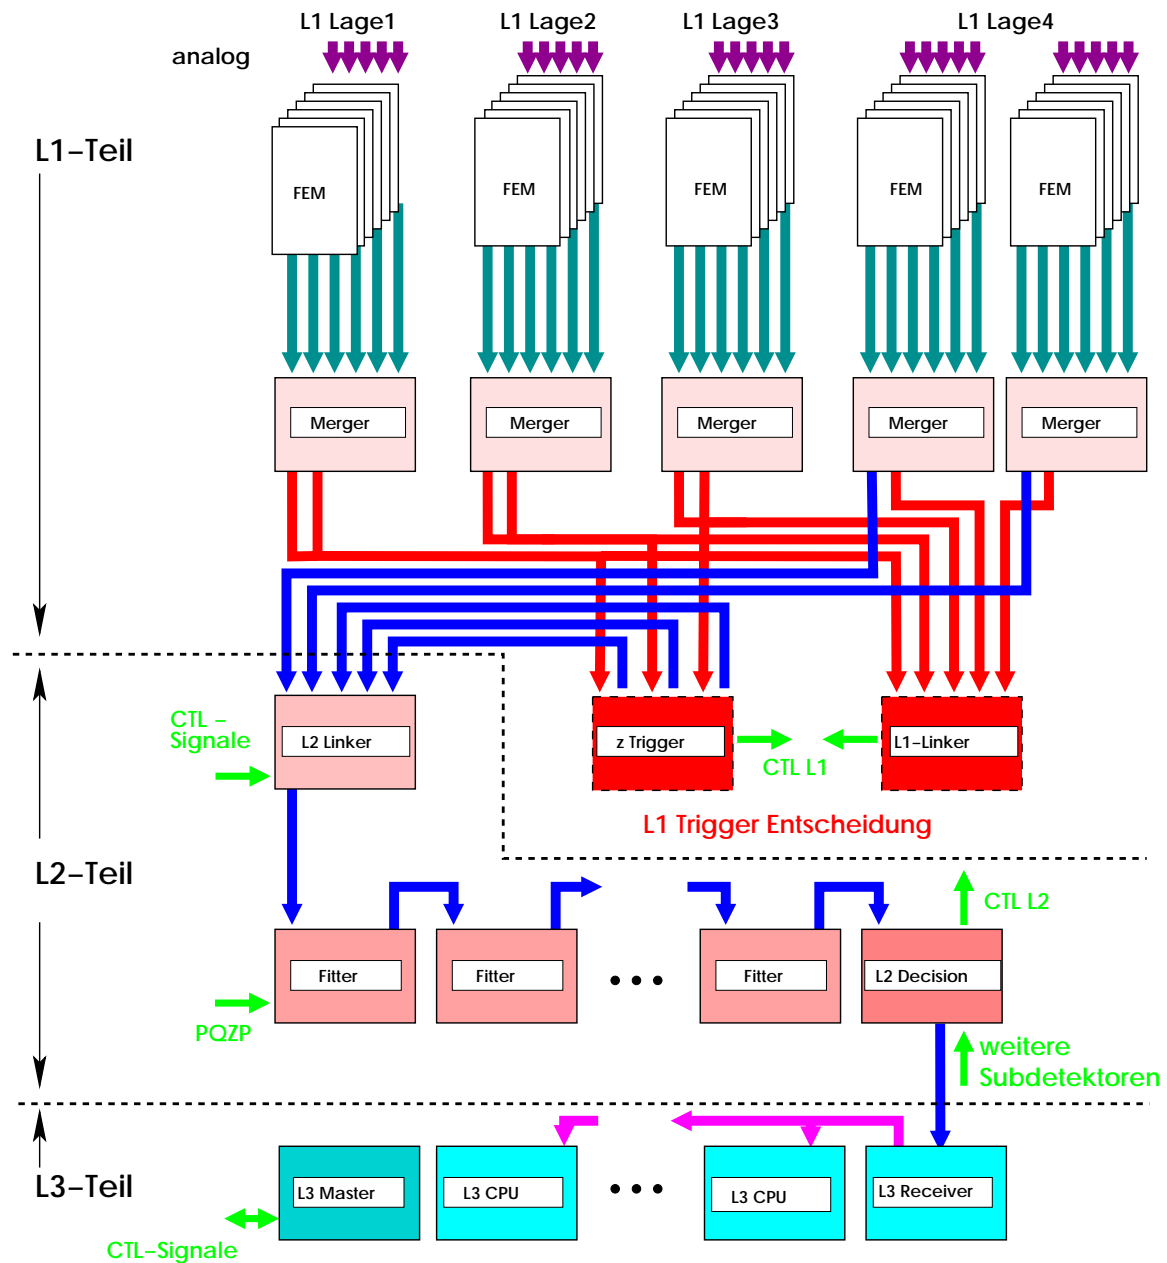 L1 Lage1
L1 Lage2
L1 Lage3
L1 Lage4
analog
L1–Teil
FEM
FEM
FEM
FEM
FEM
Merger
Merger
Merger
Merger
Merger
CTL –
Signale
L2 Linker
z Trigger
L1–Linker
CTL L1
L1 Trigger Entscheidung
L2–Teil
CTL L2
Fitter
Fitter
Fitter
L2 Decision
PQZP
weitere
Subdetektoren
L3–Teil
L3 Master
L3 CPU
L3 CPU
L3 Receiver
CTL–Signale